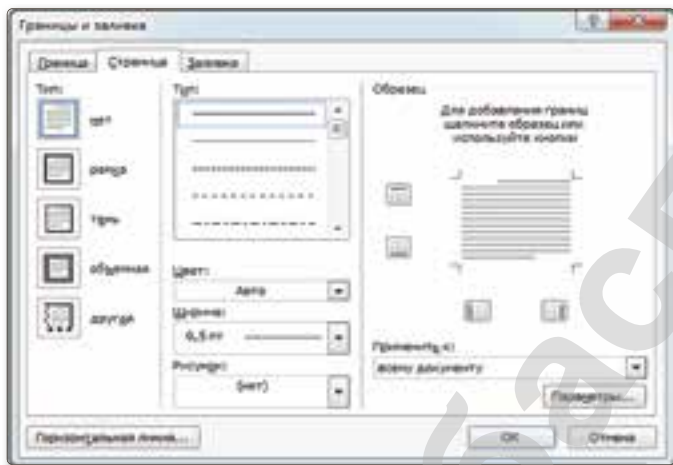 Границы и заливка
Граница Страница Заливка
Тип:
нет
рамка
тень
объемная
другая
Тип:
Цвет:
Авто
Ширина:
0,5 пт
Рисунок:
(нет)
Образец
Для добавления границ
щелкните образец или
используйте кнопки
Применить к:
всему документу
Параметры...
Горизонтальная линия...
ОК Отмена